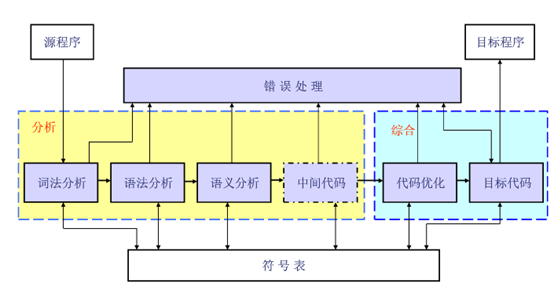 源程序
目标程序
错误处理
分析
综合
词法分析
语法分析
语义分析
中间代码
代码优化
目标代码
符号表